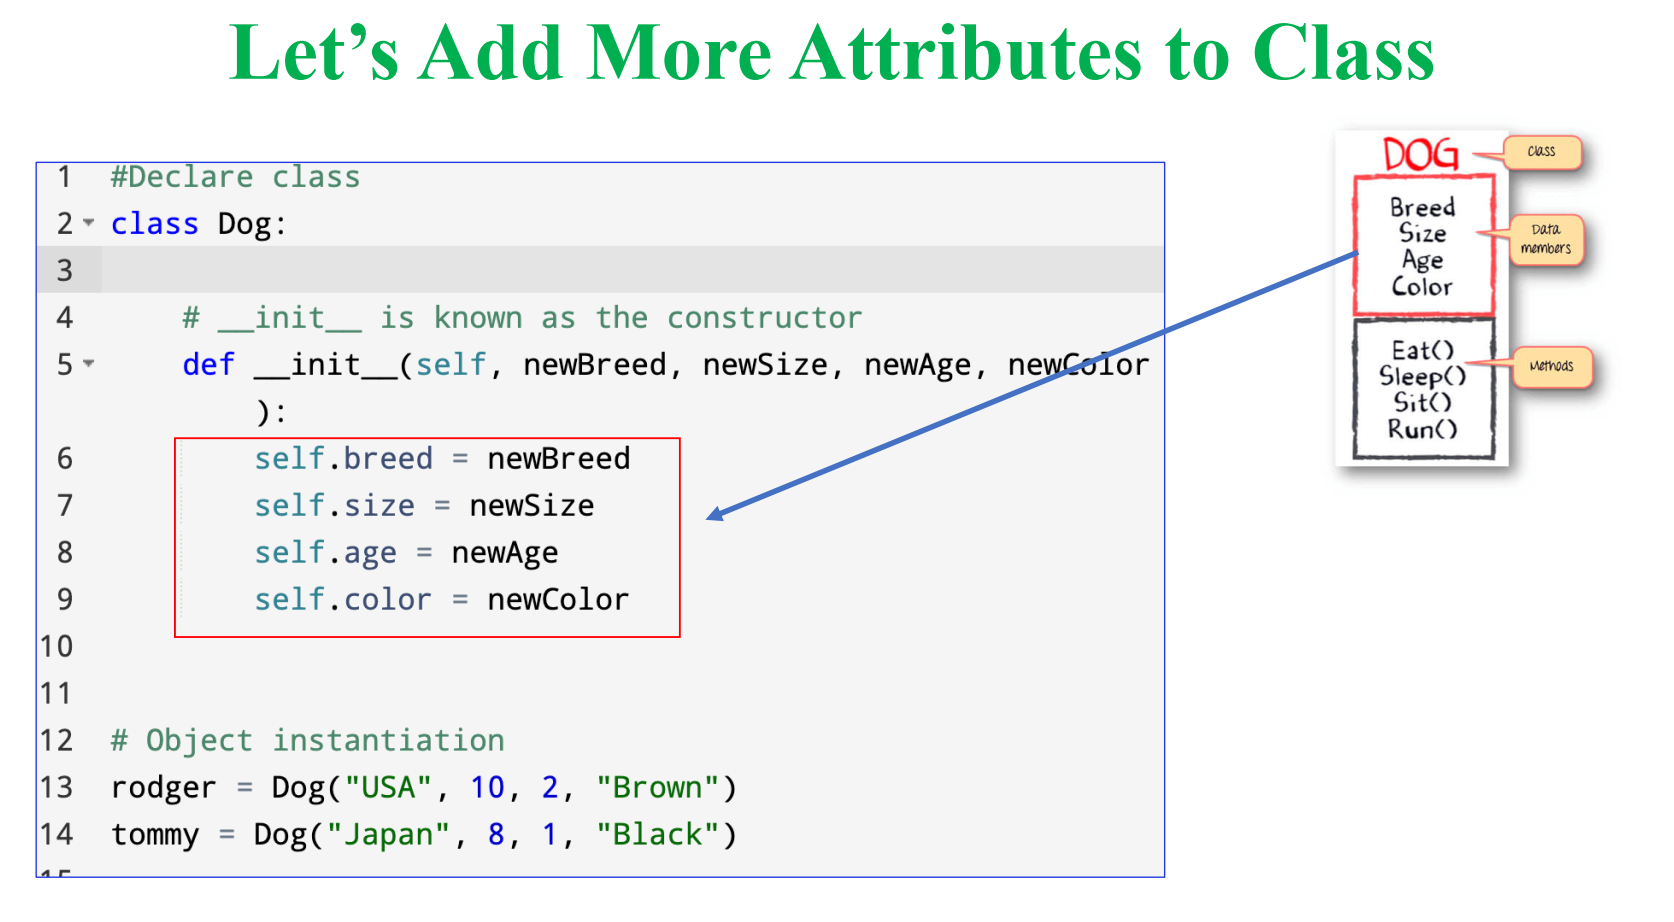 Let’s Add More Attributes to Class
1 #Declare class
2 class Dog:
3
4 # __init__ is known as the constructor
5 def __init__(self, newBreed, newSize, newAge, newColor
):
6 self.breed = newBreed
7 self.size = newSize
8 self.age = newAge
9 self.color = newColor
10
11
12 # Object instantiation
13 rodger = Dog("USA", 10, 2, "Brown")
14 tommy = Dog("Japan", 8, 1, "Black")
15
DOG
Class
Breed
Size
Age
Color
Data
members
Eat()
Sleep()
Sit()
Run()
Methods